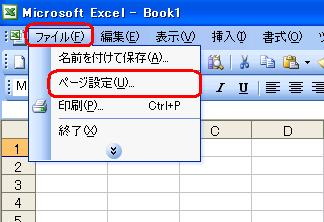 Microsoft Excel - Book1
ファイル(F) 編集(E) 表示(V) 挿入(I) 書式(O)
名前を付けて保存(A)...
ページ設定(U)...
印刷(P)... Ctrl+P
終了(X)
B I U
C D
1
2
3
4
5